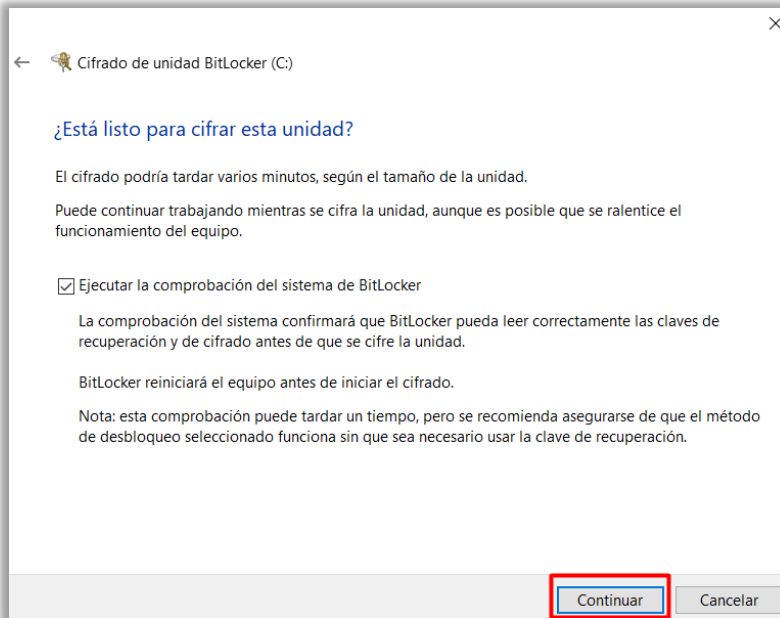 Cifrado de unidad BitLocker (C:)
¿Está listo para cifrar esta unidad?
El cifrado podría tardar varios minutos, según el tamaño de la unidad.
Puede continuar trabajando mientras se cifra la unidad, aunque es posible que se ralentice el
funcionamiento del equipo.
Ejecutar la comprobación del sistema de BitLocker
La comprobación del sistema confirmará que BitLocker pueda leer correctamente las claves de
recuperación y de cifrado antes de que se cifre la unidad.
BitLocker reiniciará el equipo antes de iniciar el cifrado.
Nota: esta comprobación puede tardar un tiempo, pero se recomienda asegurarse de que el método
de desbloqueo seleccionado funciona sin que sea necesario usar la clave de recuperación.
Continuar Cancelar